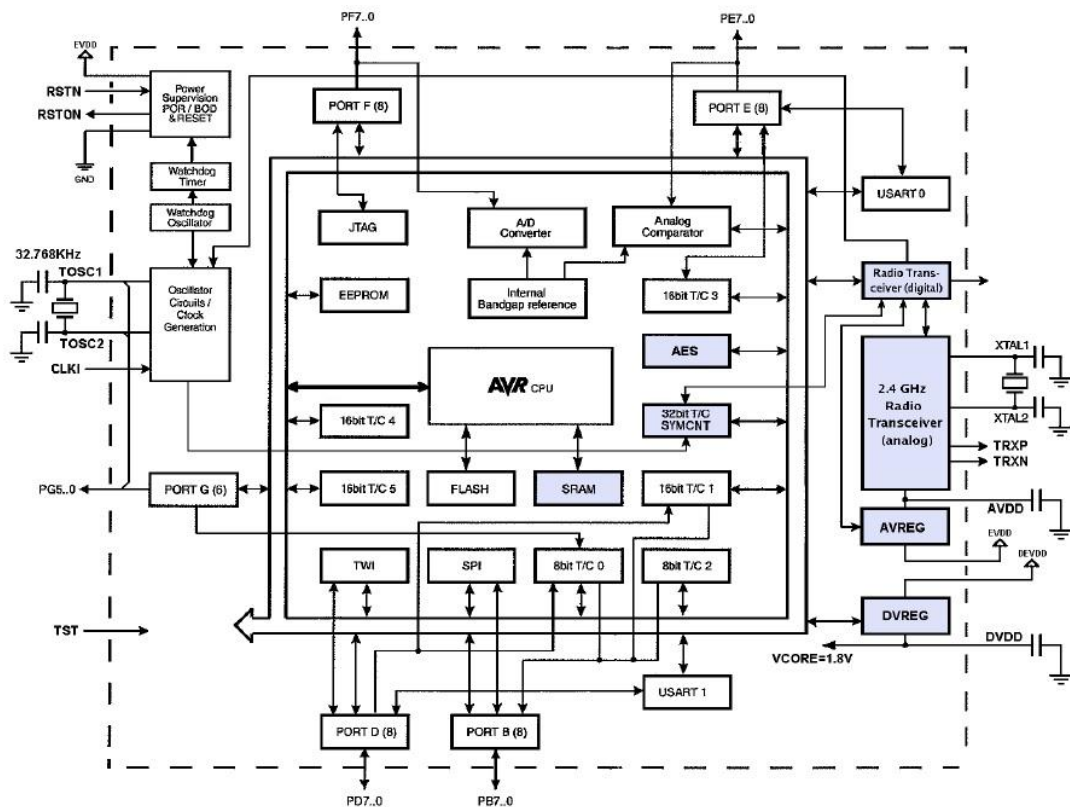 PF7..0
PE7..0
EVDD
RSTN
RSTON
GND
Power
Supervision
POR / BOD
& RESET
PORT F (8)
PORT E (8)
Watchdog
Timer
Watchdog
Oscillator
USART 0
JTAG
A/D
Converter
Analog
Comparator
32.768KHz
TOSC1
TOSC2
CLKI
Oscillator
Circuits /
Clock
Generation
EEPROM
Internal
Bandgap reference
16bit T/C 3
Radio Trans-
ceiver (digital)
AES
AVR CPU
2.4 GHz
Radio
Transceiver
(analog)
XTAL1
XTAL2
TRXP
TRXN
16bit T/C 4
32bit T/C
SYMCNT
PG5..0
PORT G (6)
16bit T/C 5
FLASH
SRAM
16bit T/C 1
AVDD
AVREG
EVDD
DEVDD
TWI
SPI
8bit T/C 0
8bit T/C 2
DVREG
TST
DVDD
VCORE=1.8V
USART 1
PORT D (8)
PORT B (8)
PD7..0
PB7..0